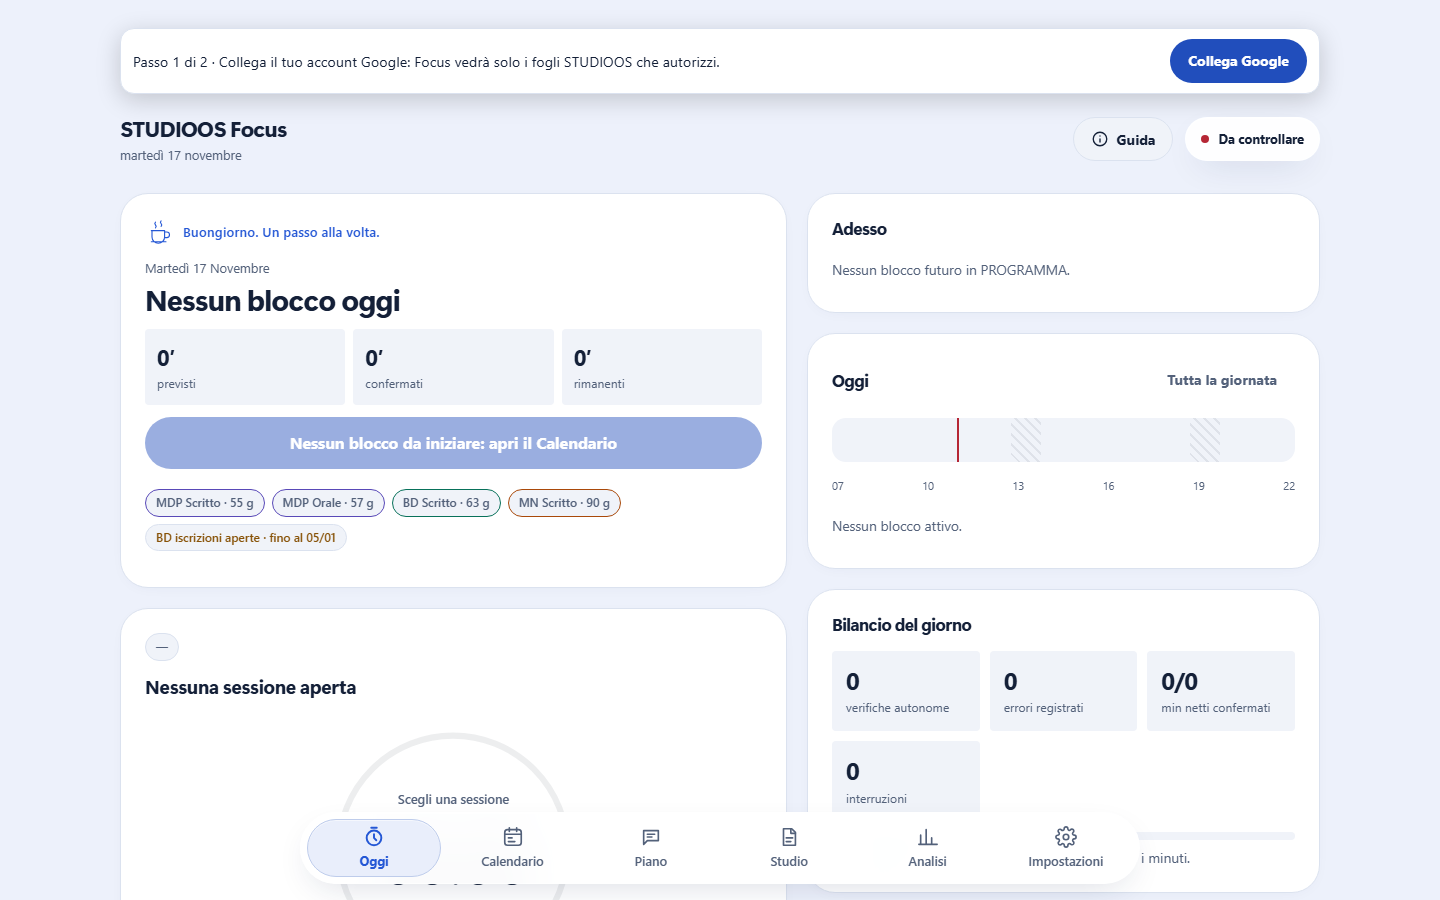 Passo 1 di 2 · Collega il tuo account Google: Focus vedrà solo i fogli STUDIOOS che autorizzi.
Collega Google
STUDIOOS Focus
martedì 17 novembre
Guida
Da controllare
Buongiorno. Un passo alla volta.
Martedì 17 Novembre
Nessun blocco oggi
0′
previsti
0′
confermati
0′
rimanenti
Nessun blocco da iniziare: apri il Calendario
MDP Scritto · 55 g
MDP Orale · 57 g
BD Scritto · 63 g
MN Scritto · 90 g
BD iscrizioni aperte · fino al 05/01
—
Nessuna sessione aperta
Scegli una sessione
Adesso
Nessun blocco futuro in PROGRAMMA.
Oggi
Tutta la giornata
07 10 13 16 19 22
Nessun blocco attivo.
Bilancio del giorno
0
verifiche autonome
0
errori registrati
0/0
min netti confermati
0
interruzioni
i minuti.
Oggi
Calendario
Piano
Studio
Analisi
Impostazioni